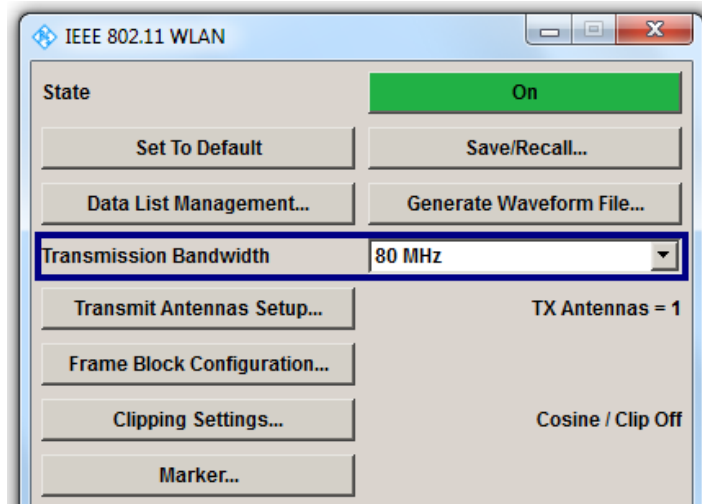 IEEE 802.11 WLAN
State On
Set To Default Save/Recall...
Data List Management... Generate Waveform File...
Transmission Bandwidth 80 MHz
Transmit Antennas Setup... TX Antennas = 1
Frame Block Configuration...
Clipping Settings... Cosine / Clip Off
Marker...